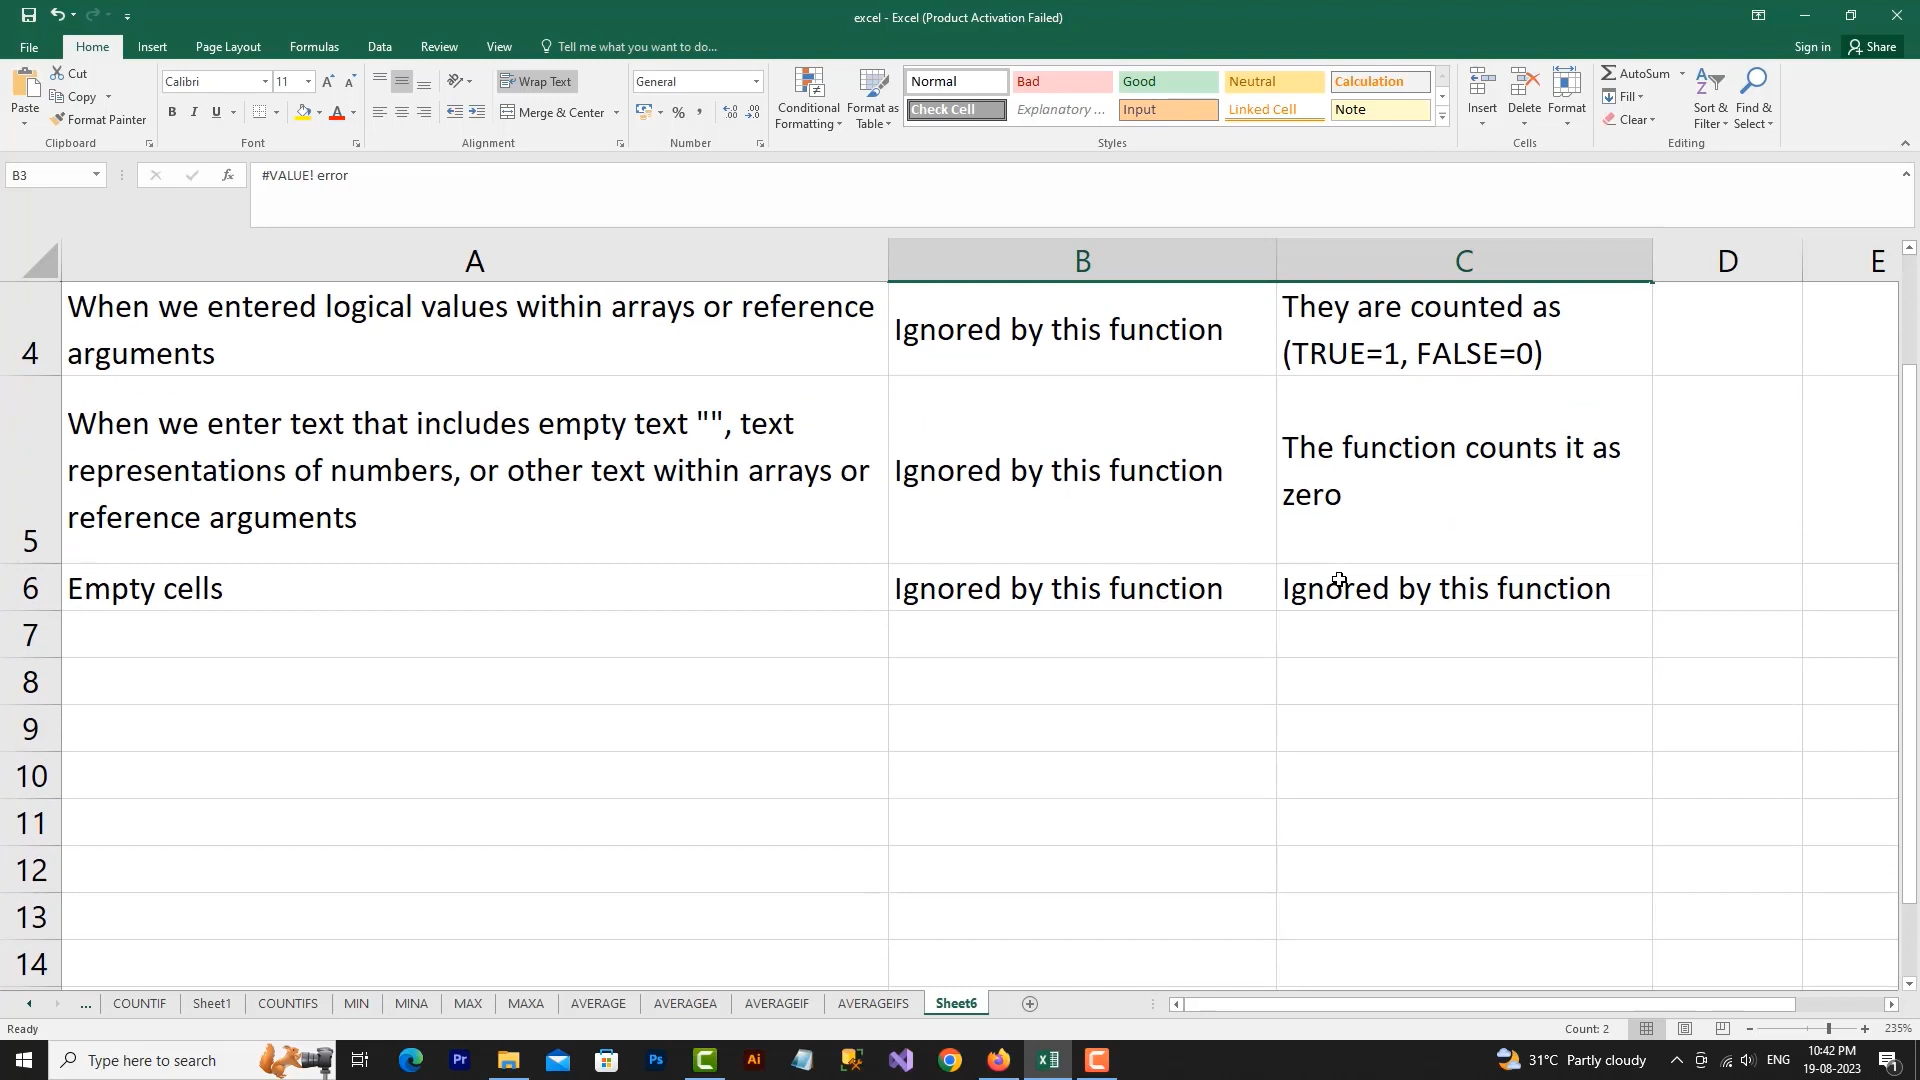 excel - Excel (Product Activation Failed)
File Home Insert Page Layout Formulas Data Review View Tell me what you want to do... Sign in Share
Paste Cut Copy Format Painter Clipboard
Calibri 11 B I U Font
Wrap Text Merge & Center Alignment
General % , Number
Conditional Formatting Format as Table
Normal Bad Good Neutral Calculation
Check Cell Explanatory ... Input Linked Cell Note
Styles
Insert Delete Format Cells
AutoSum Fill Clear Sort & Filter Find & Select Editing
B3 fx #VALUE! error
A B C D E
4
When we entered logical values within arrays or reference
arguments
Ignored by this function
They are counted as
(TRUE=1, FALSE=0)
5
When we enter text that includes empty text "", text
representations of numbers, or other text within arrays or
reference arguments
Ignored by this function
The function counts it as
zero
6 Empty cells Ignored by this function Ignored by this function
7
8
9
10
11
12
13
14
... COUNTIF Sheet1 COUNTIFS MIN MINA MAX MAXA AVERAGE AVERAGEA AVERAGEIF AVERAGEIFS Sheet6
Ready Count: 2 235%
Type here to search Pr Ps Ai 31°C Partly cloudy ENG 10:42 PM
19-08-2023 1